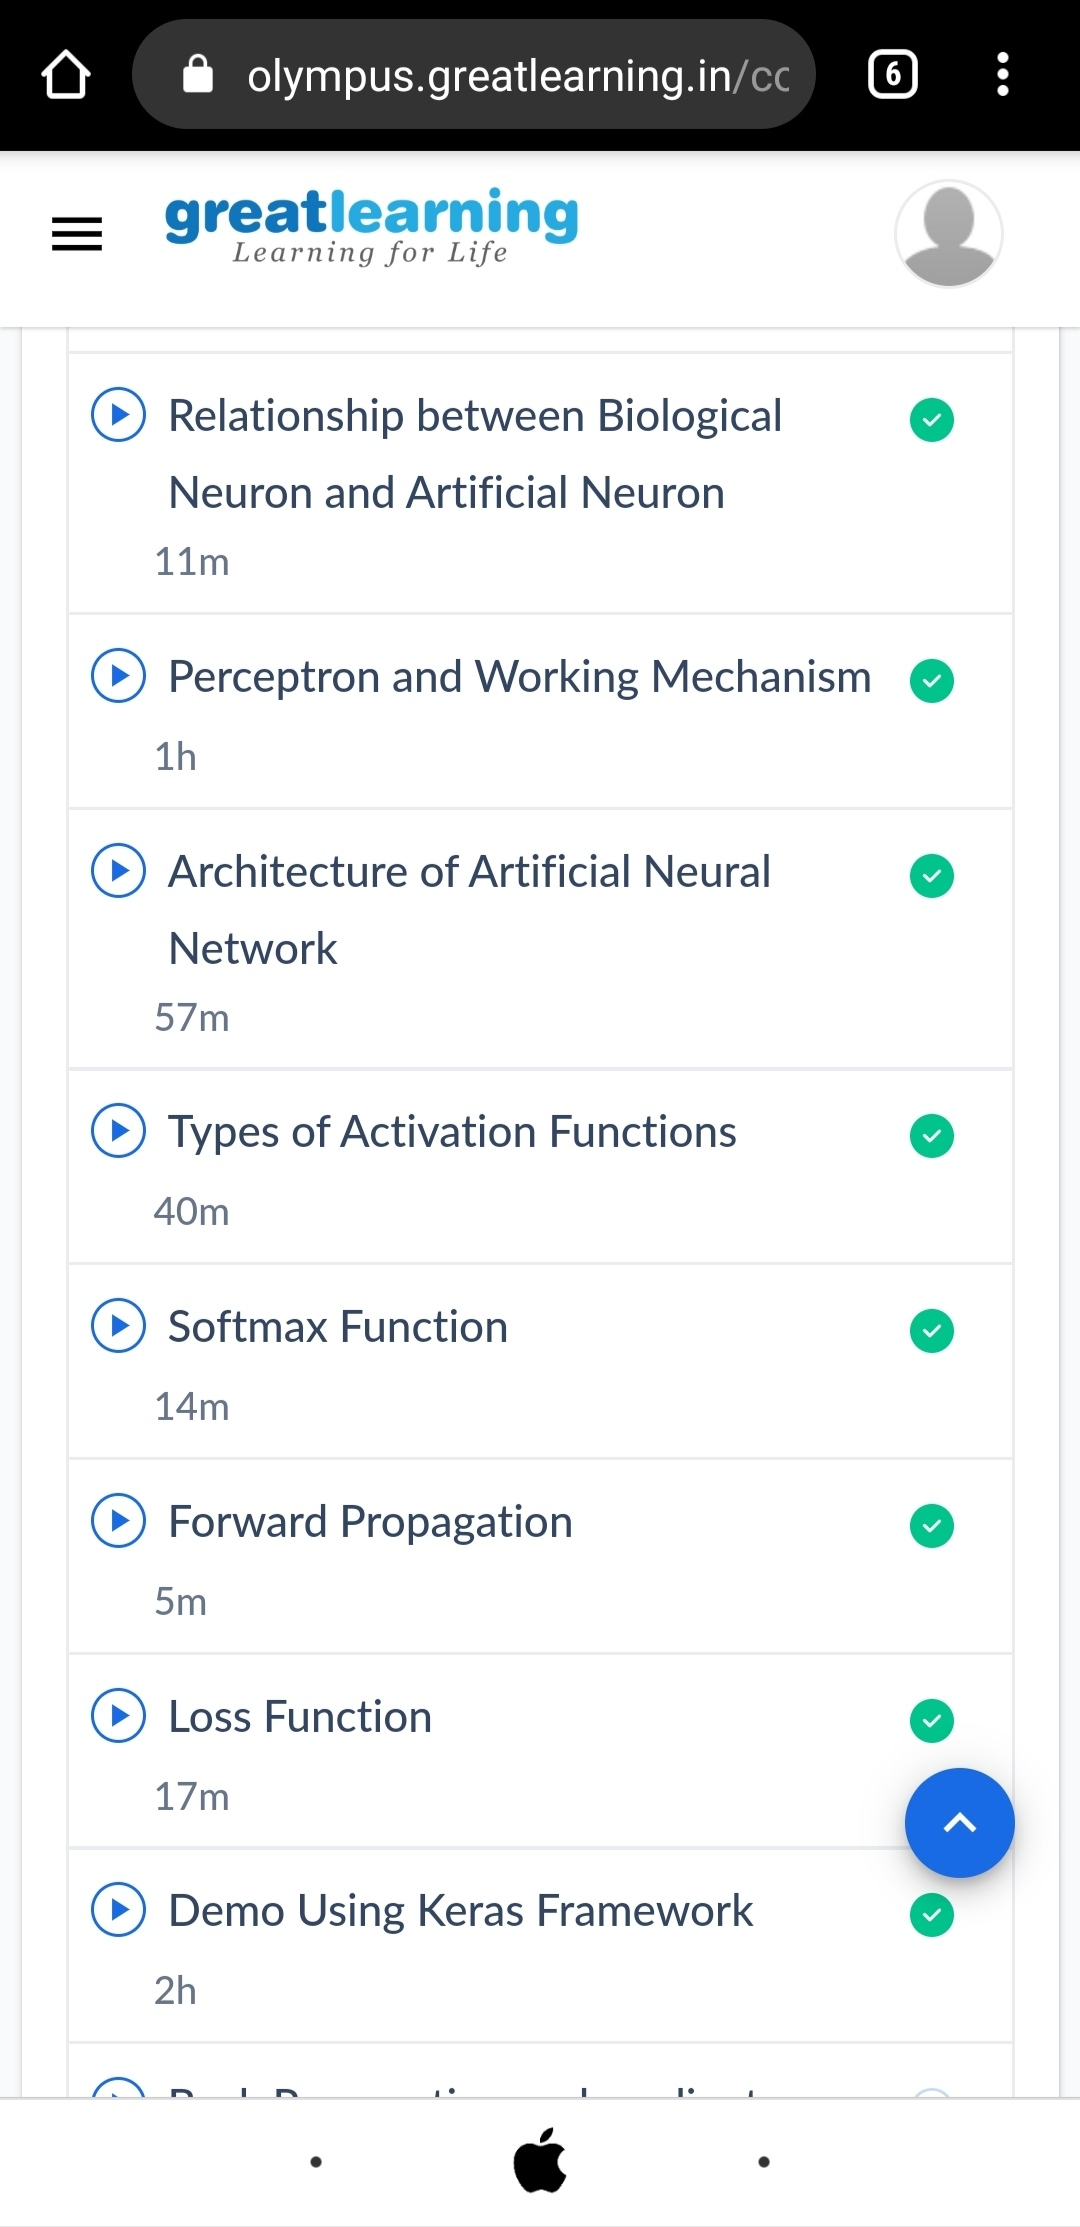 olympus.greatlearning.in/cc
6
greatlearning
Learning for Life
Relationship between Biological
Neuron and Artificial Neuron
11m
Perceptron and Working Mechanism
1h
Architecture of Artificial Neural
Network
57m
Types of Activation Functions
40m
Softmax Function
14m
Forward Propagation
5m
Loss Function
17m
Demo Using Keras Framework
2h